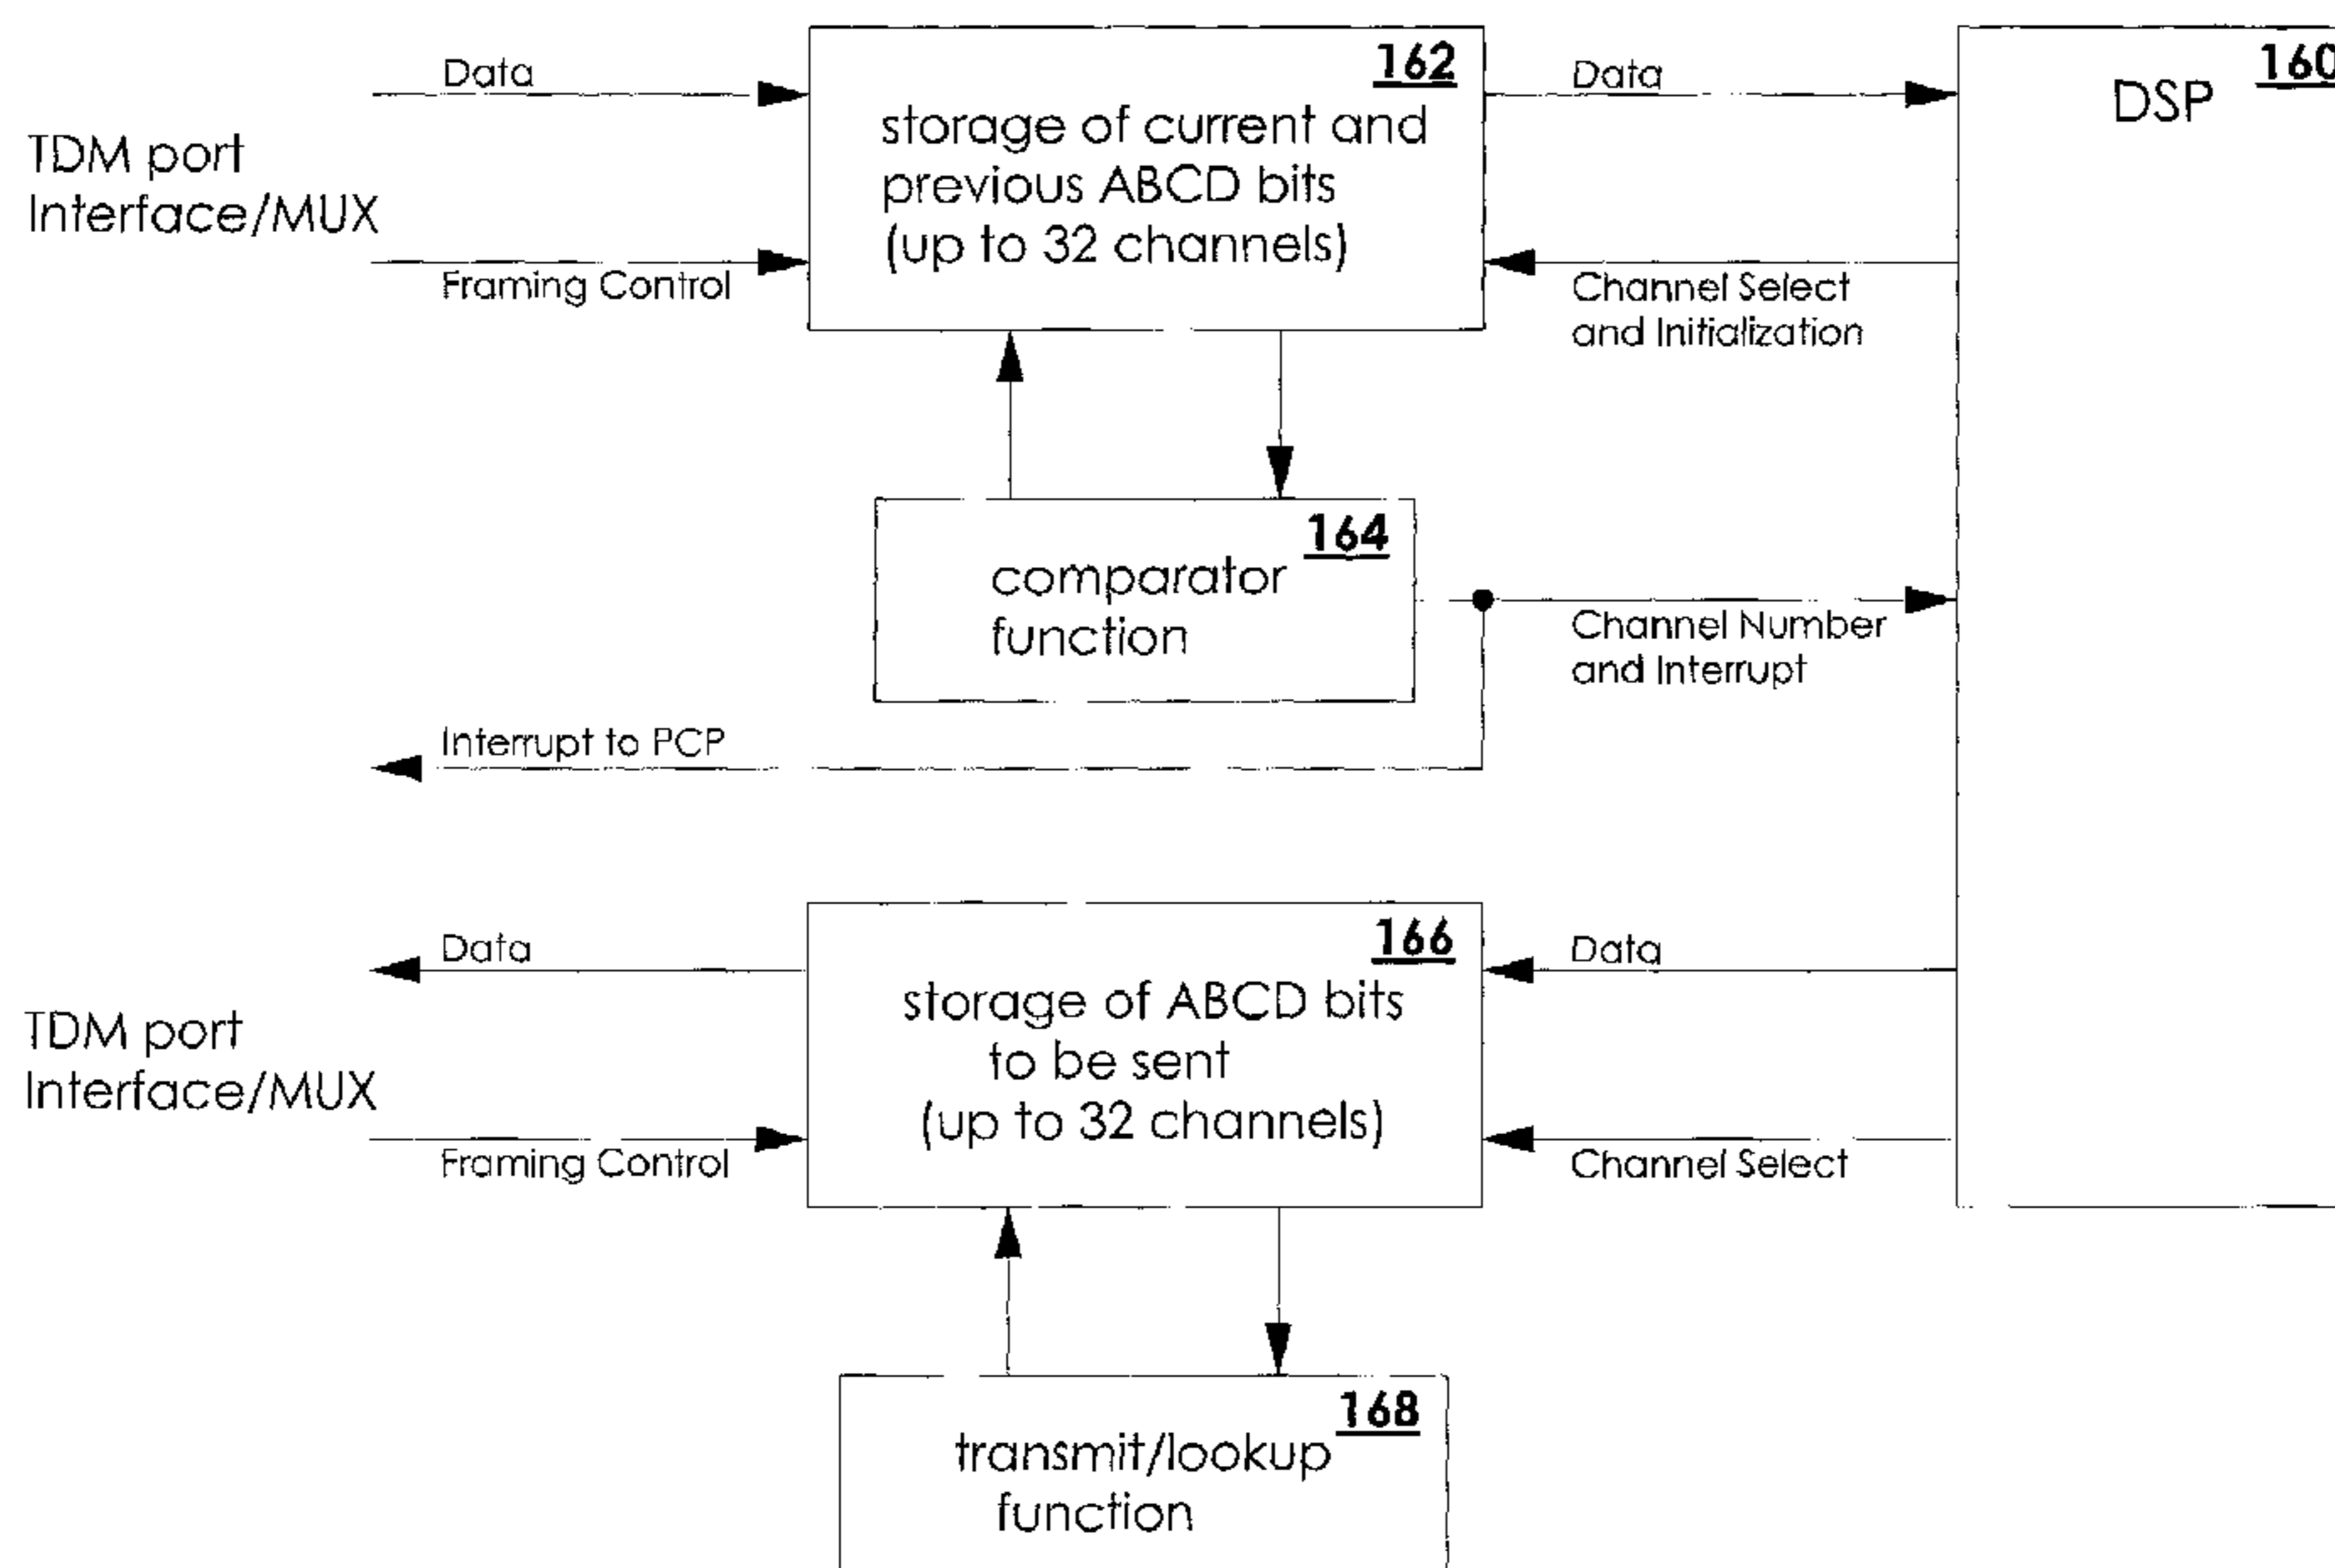 Data
TDM port
Interface/MUX
Framing Control
162
storage of current and
previous ABCD bits
(up to 32 channels)
Data
Channel Select
and Initialization
160
DSP
164
comparator
function
Channel Number
and Interrupt
Interrupt to PCP
Data
TDM port
Interface/MUX
Framing Control
166
storage of ABCD bits
to be sent
(up to 32 channels)
Data
Channel Select
168
transmit/lookup
function